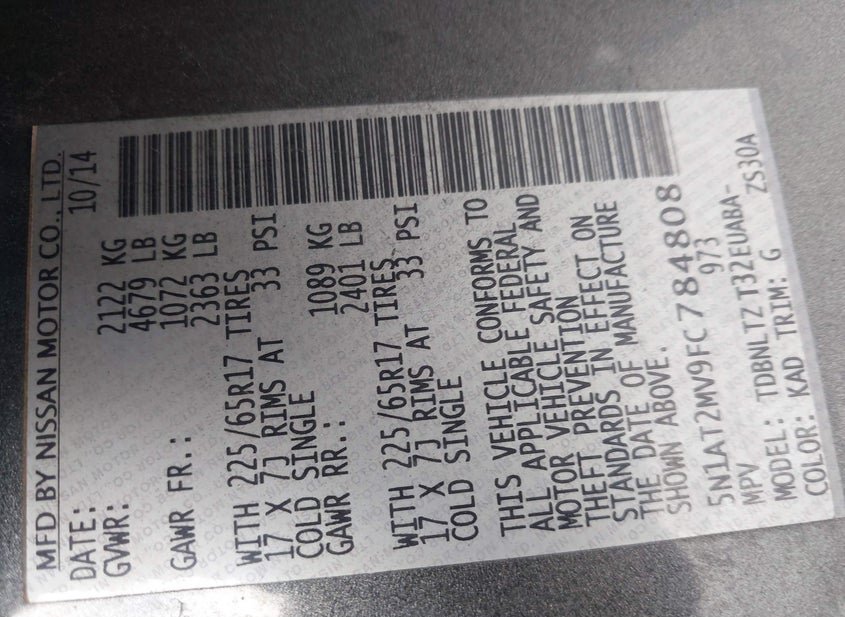 MFD BY NISSAN MOTOR CO., LTD.
DATE: 10/14
GVWR: 2122 KG
4679 LB
GAWR FR.: 1072 KG
2363 LB
WITH 225/65R17 TIRES
17 X 7J RIMS AT 33 PSI
COLD SINGLE
GAWR RR.: 1089 KG
2401 LB
WITH 225/65R17 TIRES
17 X 7J RIMS AT 33 PSI
COLD SINGLE
THIS VEHICLE CONFORMS TO
ALL APPLICABLE FEDERAL
MOTOR VEHICLE SAFETY AND
THEFT PREVENTION
STANDARDS IN EFFECT ON
THE DATE OF MANUFACTURE
SHOWN ABOVE.
5N1AT2MV9FC784808
MPV 973
MODEL: TDBNLTZ T32EUABA-
COLOR: KAD TRIM: G ZS30A